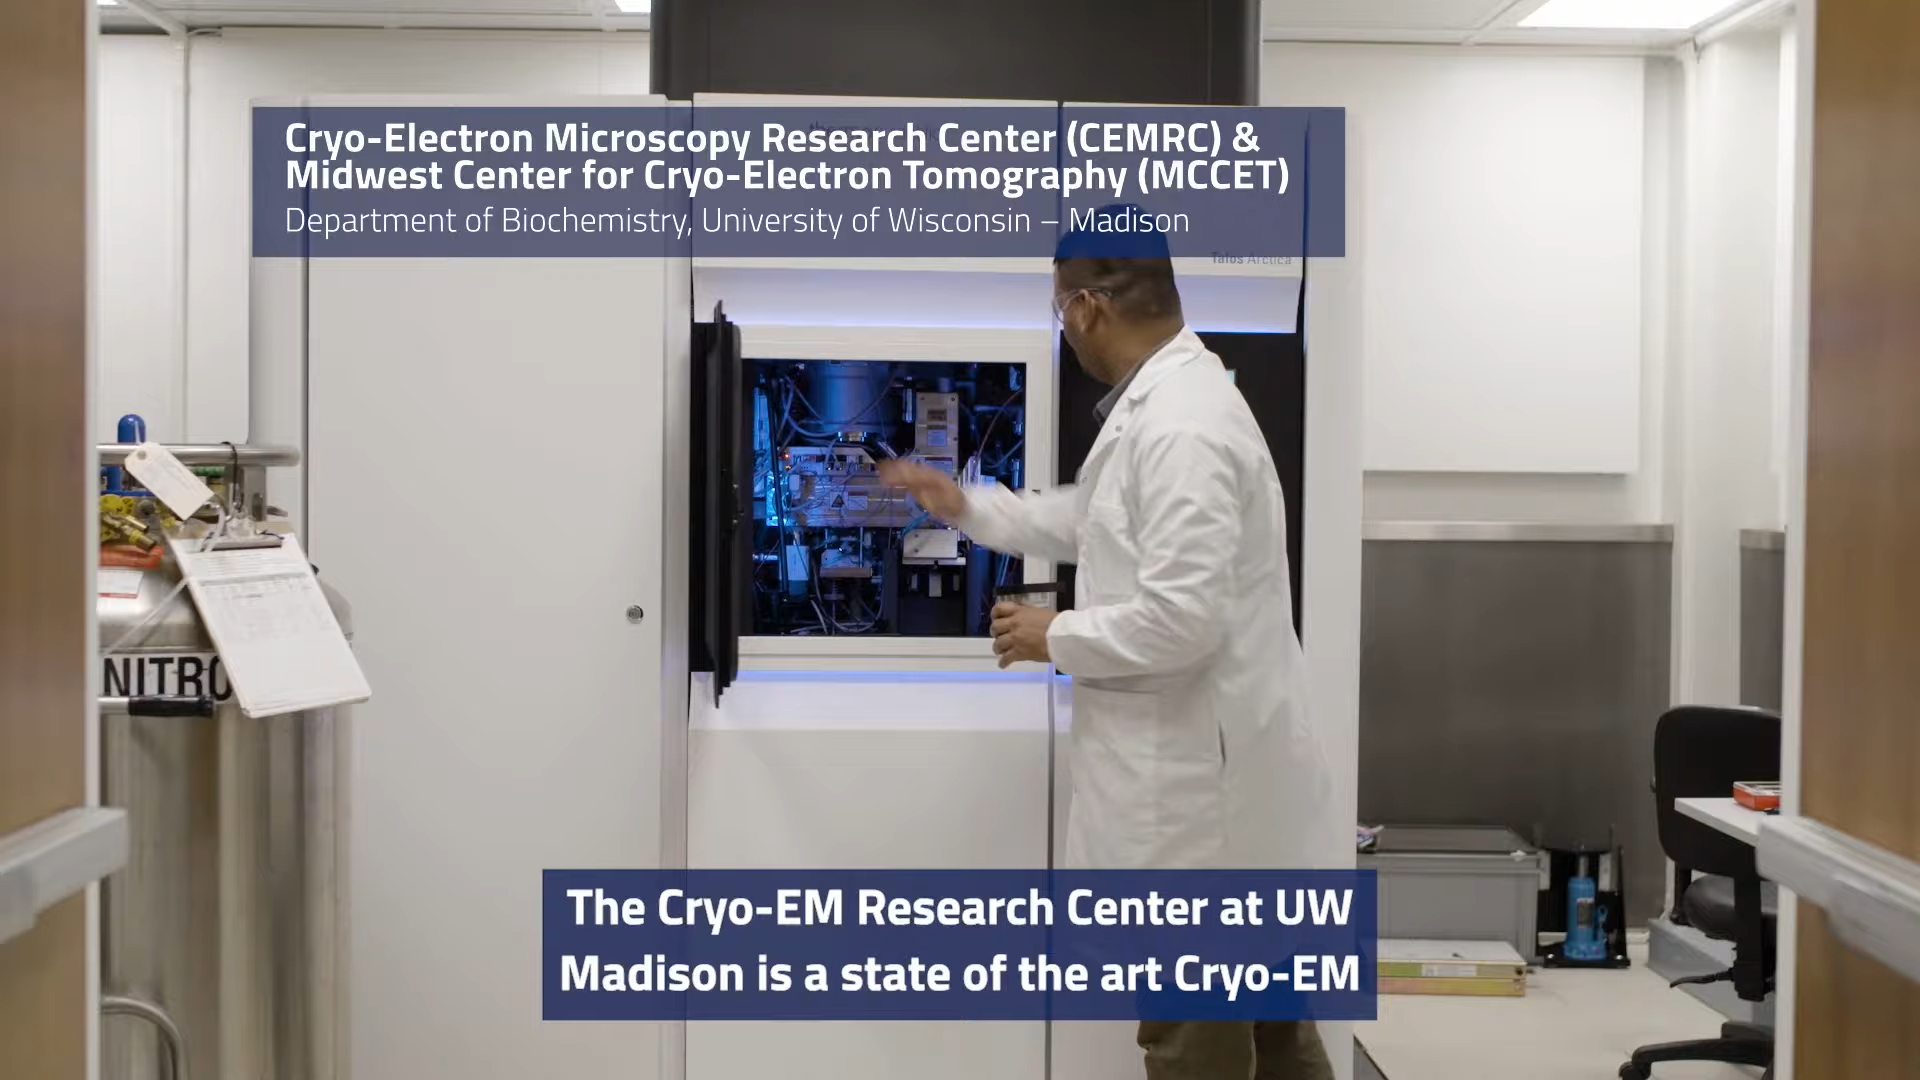 Cryo-Electron Microscopy Research Center (CEMRC) &
Midwest Center for Cryo-Electron Tomography (MCCET)
Department of Biochemistry, University of Wisconsin – Madison
Talos Arctica
NITRO
The Cryo-EM Research Center at UW
Madison is a state of the art Cryo-EM